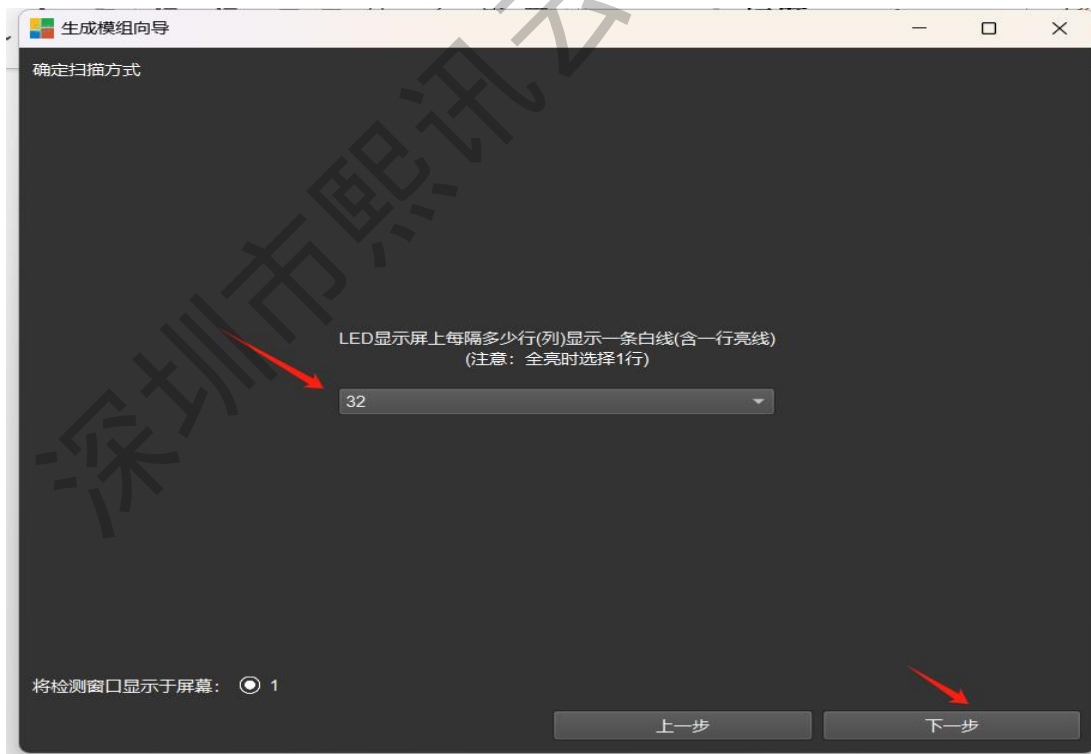 生成模组向导
确定扫描方式
LED显示屏上每隔多少行(列)显示一条白线(含一行亮线)
(注意：全亮时选择1行)
32
将检测窗口显示于屏幕： 1
上一步
下一步
深圳市熙讯云